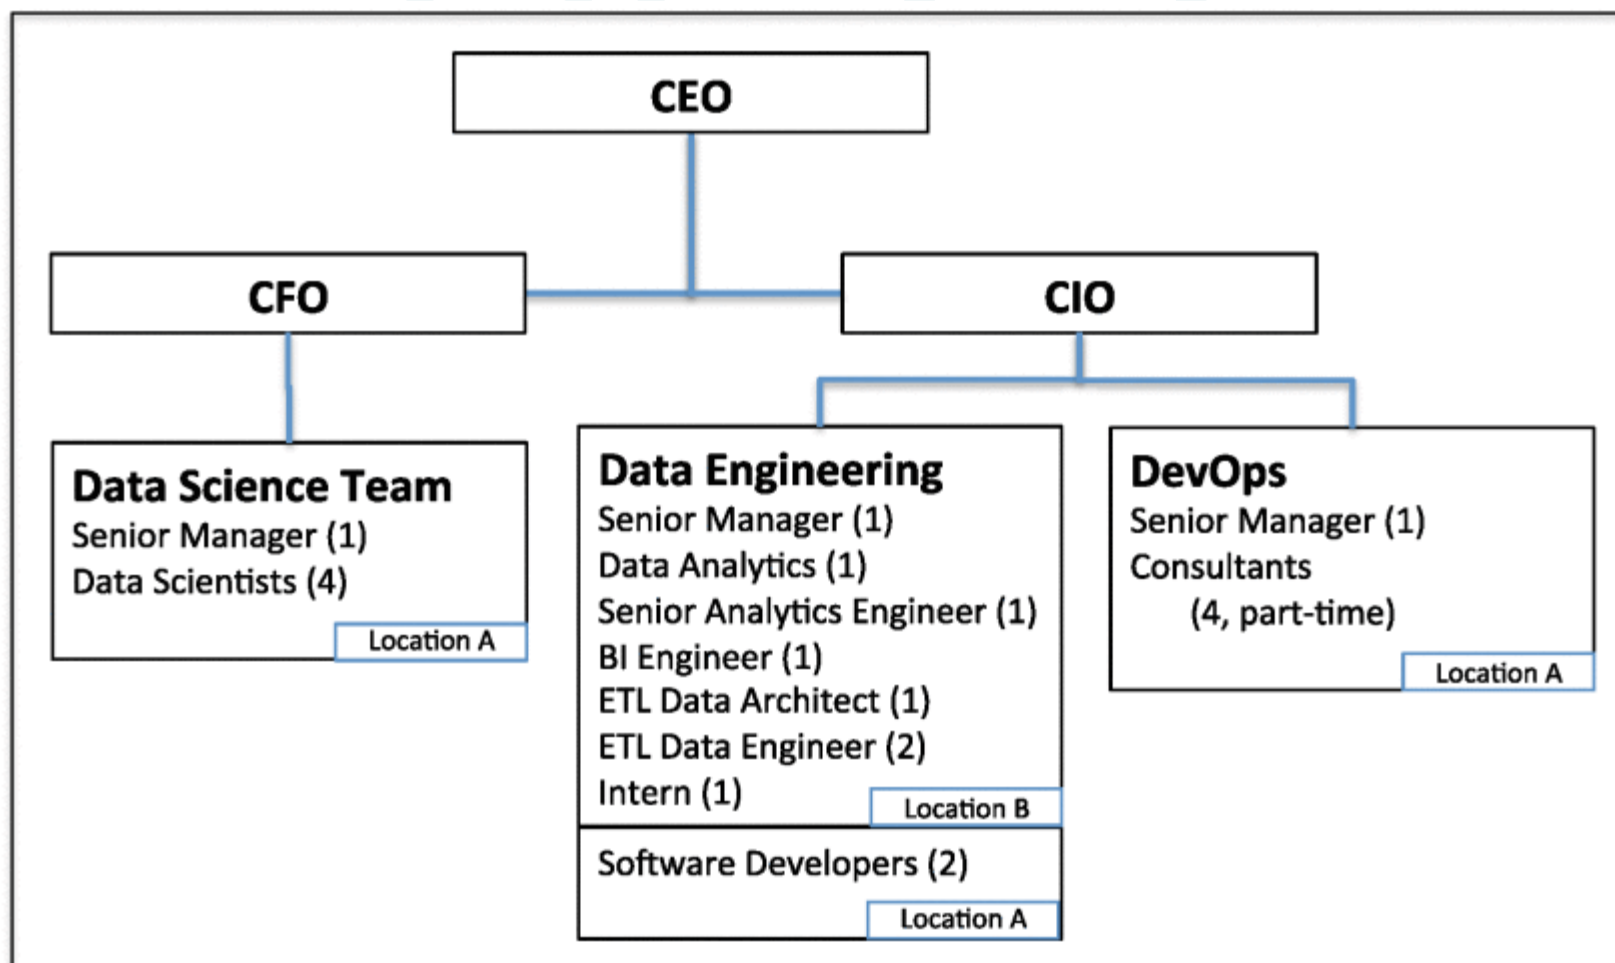 CEO
CFO
CIO
Data Science Team
Senior Manager (1)
Data Scientists (4)
Location A
Data Engineering
Senior Manager (1)
Data Analytics (1)
Senior Analytics Engineer (1)
BI Engineer (1)
ETL Data Architect (1)
ETL Data Engineer (2)
Intern (1)
Location B
Software Developers (2)
Location A
DevOps
Senior Manager (1)
Consultants
(4, part-time)
Location A